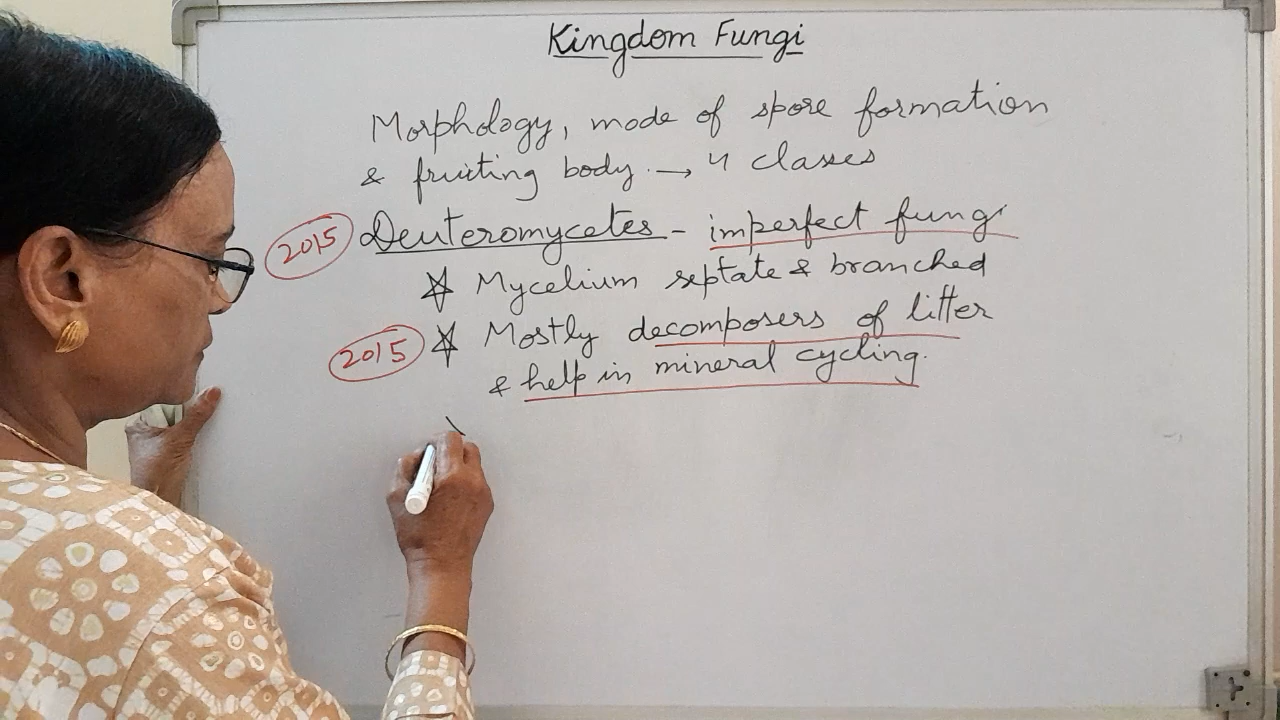 Kingdom Fungi
Morphology, mode of spore formation
& fruiting body. → 4 classes
2015 Deuteromycetes - imperfect fungi
☆ Mycelium septate & branched
2015 ☆ Mostly decomposers of litter
& help in mineral cycling.